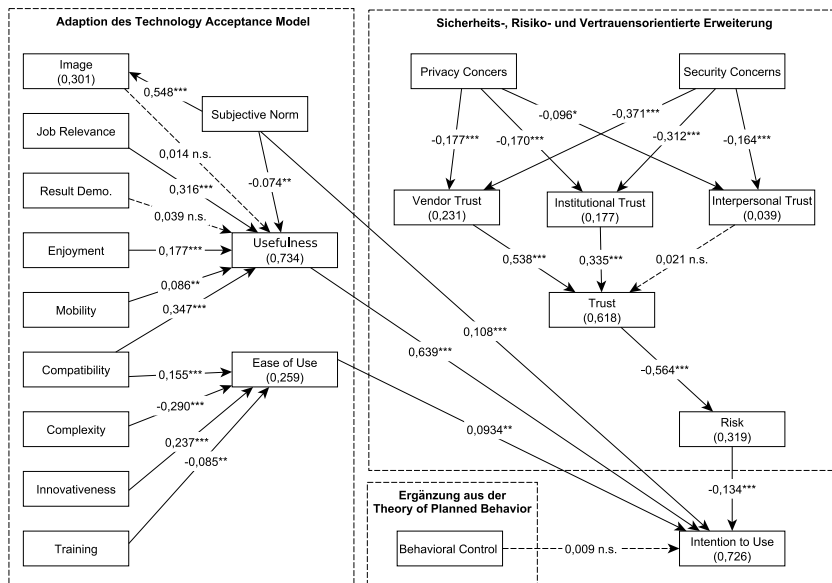 Adaption des Technology Acceptance Model
Image
(0,301)
0,548***
Subjective Norm
Job Relevance
0,014 n.s.
0,316***
-0.074**
Result Demo.
0,039 n.s.
Enjoyment
0,177***
Usefulness
(0,734)
Mobility
0,086**
0,347***
Compatibility
0,155***
Ease of Use
(0,259)
Complexity
-0,290***
0,237***
-0,085**
Innovativeness
Training
Sicherheits-, Risiko- und Vertrauensorientierte Erweiterung
Privacy Concers
Security Concerns
-0,177***
-0,170***
-0,096*
-0,371***
-0,312***
-0,164***
Vendor Trust
(0,231)
Institutional Trust
(0,177)
Interpersonal Trust
(0,039)
0,538***
0,335***
0,021 n.s.
Trust
(0,618)
0,108***
0,639***
-0,564***
0,0934**
Risk
(0,319)
-0,134***
Ergänzung aus der
Theory of Planned Behavior
Behavioral Control
0,009 n.s.
Intention to Use
(0,726)